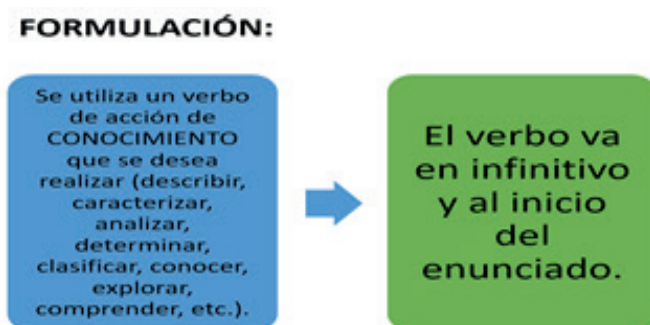 FORMULACIÓN:
Se utiliza un verbo
de acción de
CONOCIMIENTO
que se desea
realizar (describir,
caracterizar,
analizar,
determinar,
clasificar, conocer,
explorar,
comprender, etc.).
El verbo va
en infinitivo
y al inicio
del
enunciado.